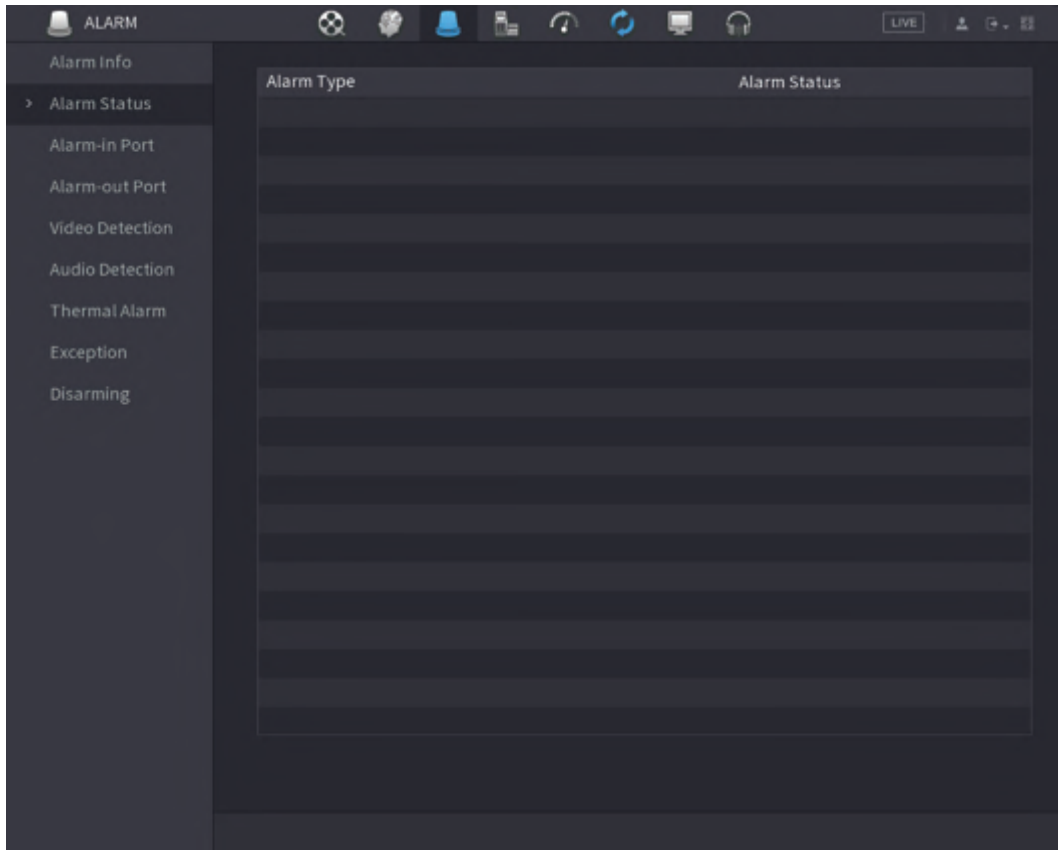 ALARM
LIVE
Alarm Info
Alarm Type
Alarm Status
Alarm Status
Alarm-in Port
Alarm-out Port
Video Detection
Audio Detection
Thermal Alarm
Exception
Disarming